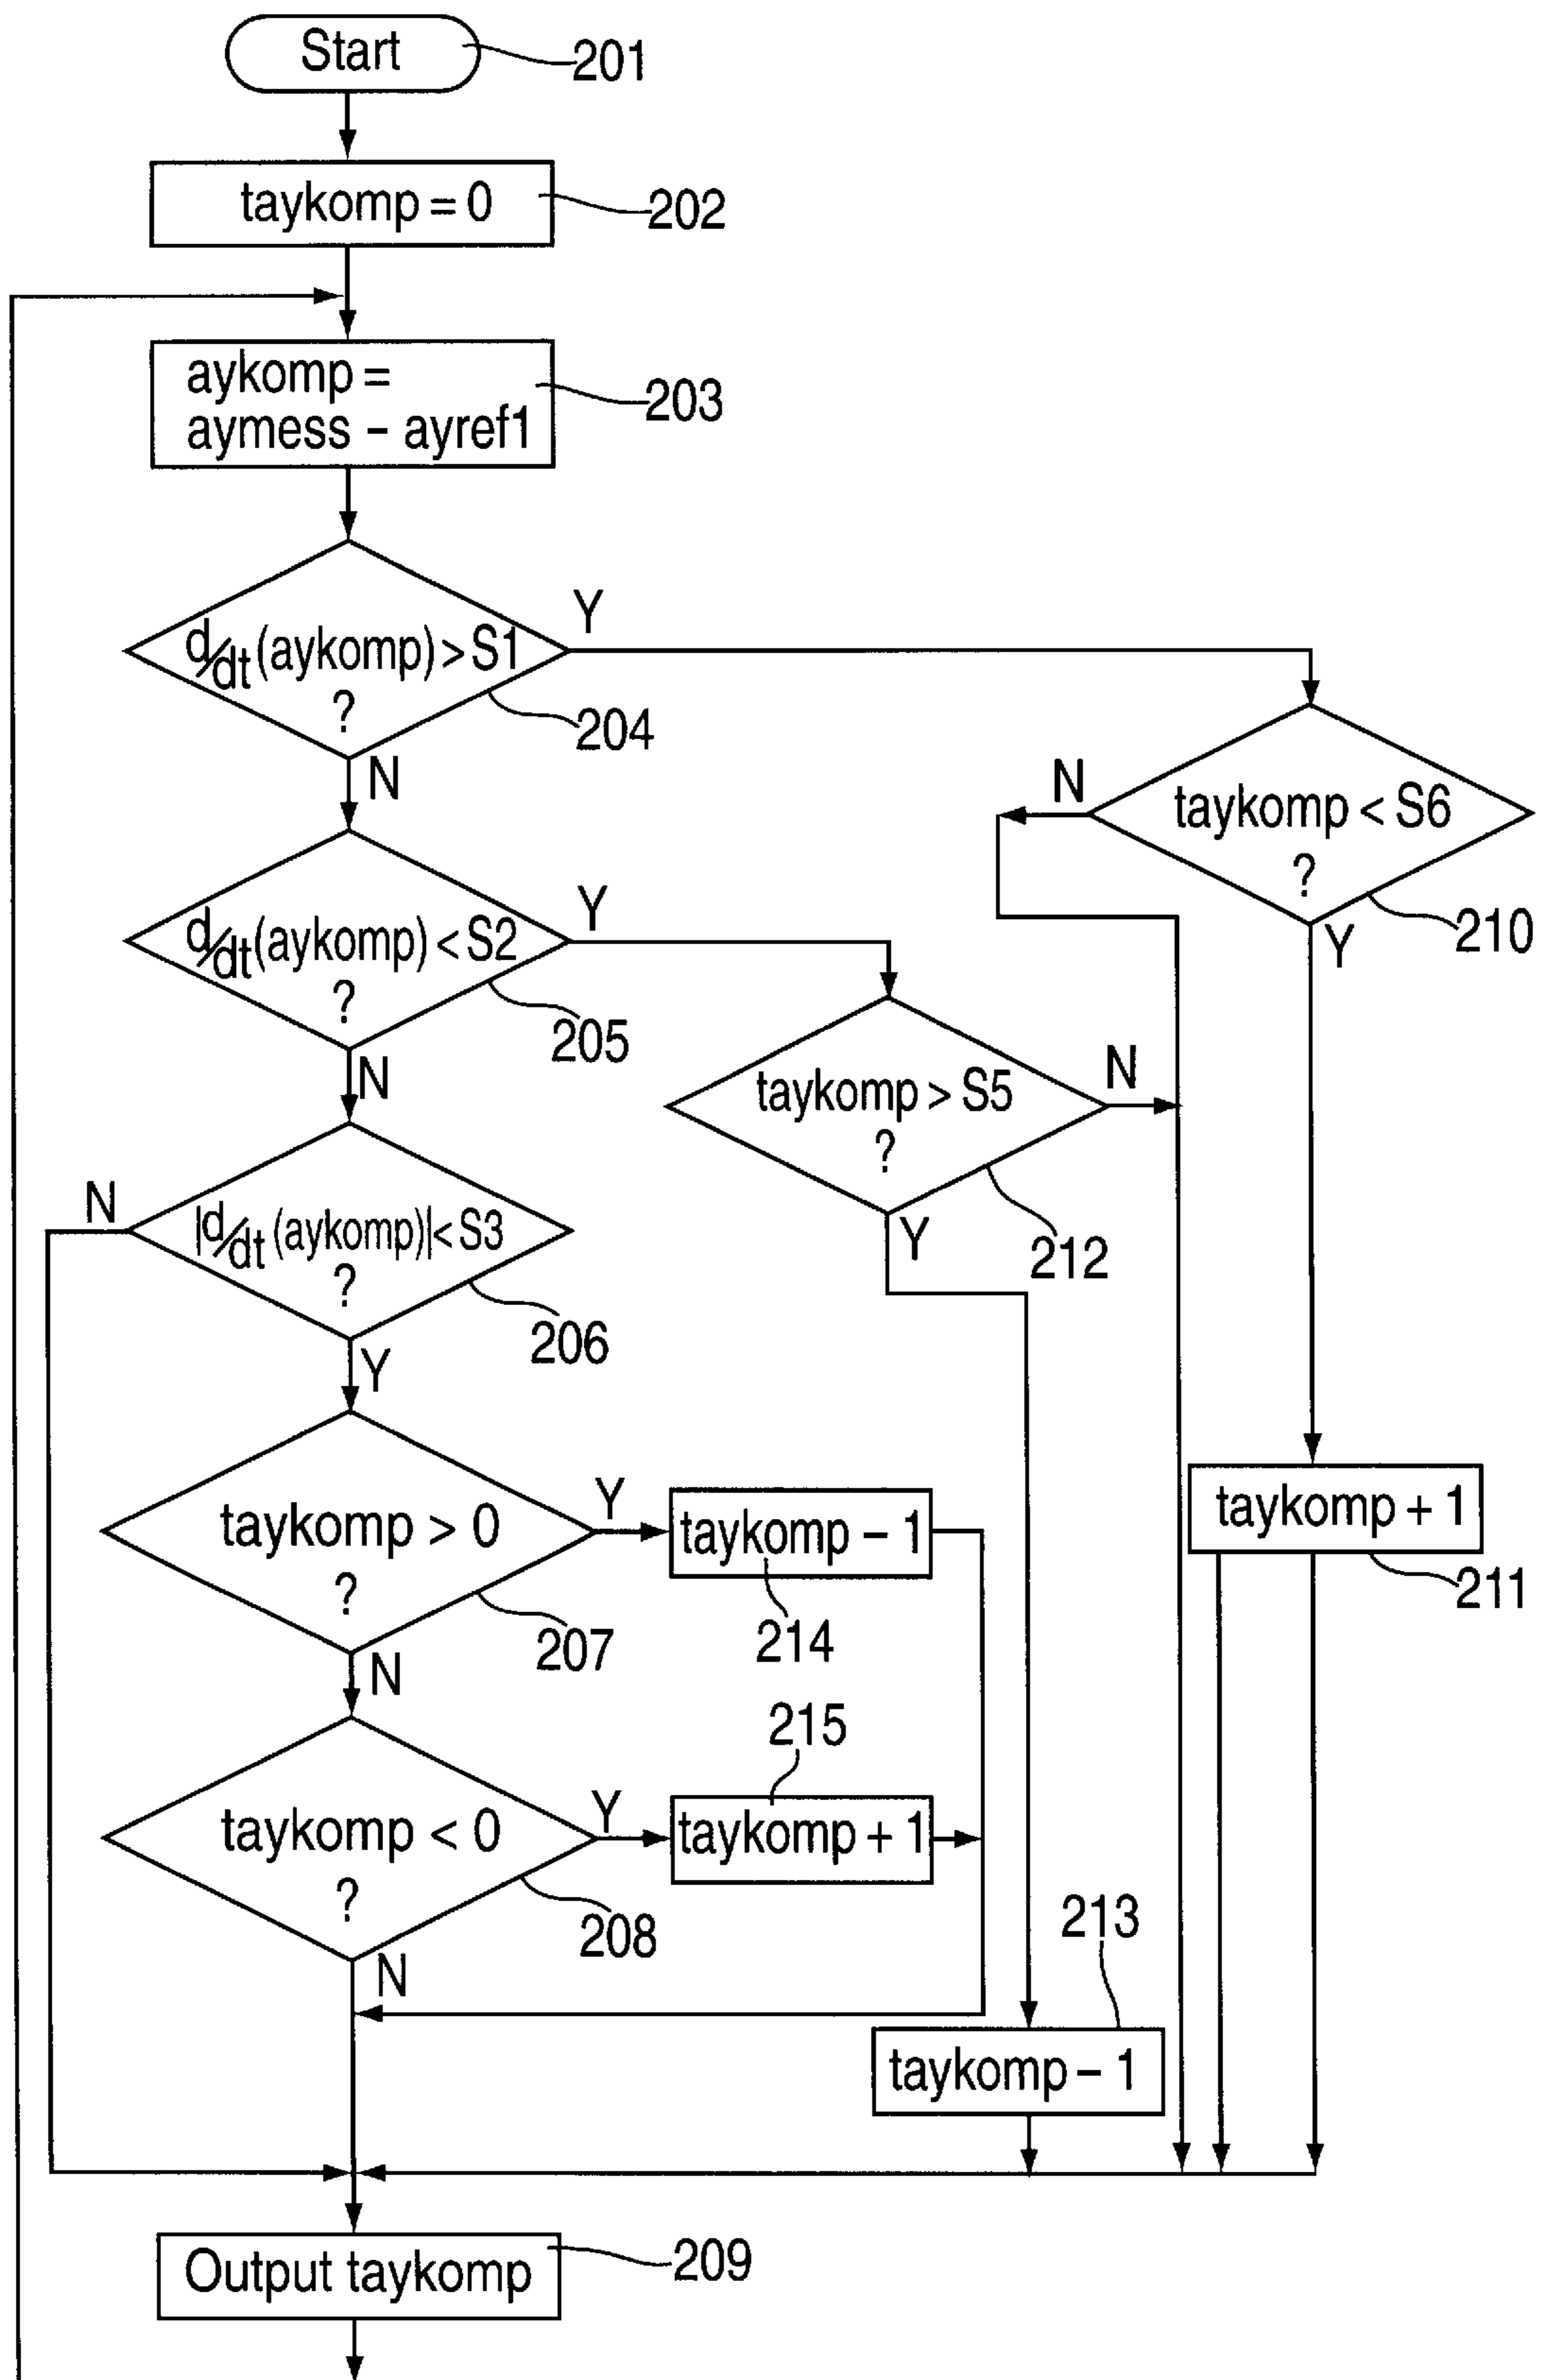 Start
201
taykomp = 0
202
aykomp =
aymess - ayref1
203
d/dt (aykomp) > S1
?
Y
204
N
taykomp < S6
?
N
210
Y
d/dt (aykomp) < S2
?
Y
205
N
taykomp > S5
?
N
212
Y
|d/dt (aykomp)| < S3
?
N
206
Y
taykomp + 1
211
taykomp > 0
?
Y
207
taykomp - 1
214
N
215
taykomp < 0
?
Y
taykomp + 1
208
N
213
taykomp - 1
Output taykomp
209